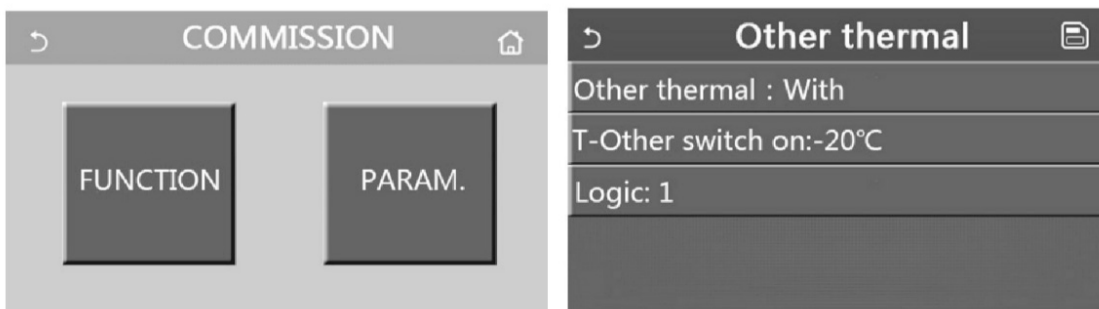 COMMISSION
FUNCTION
PARAM.
Other thermal
Other thermal : With
T-Other switch on:-20℃
Logic: 1